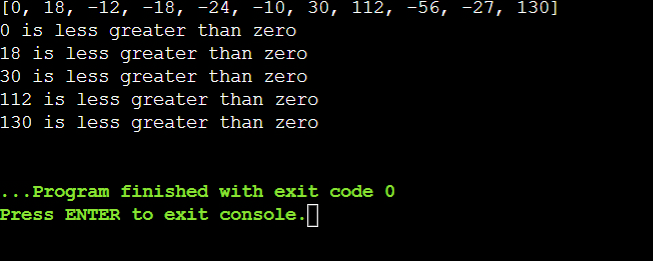 [0, 18, -12, -18, -24, -10, 30, 112, -56, -27, 130]
0 is less greater than zero
18 is less greater than zero
30 is less greater than zero
112 is less greater than zero
130 is less greater than zero
...Program finished with exit code 0
Press ENTER to exit console.